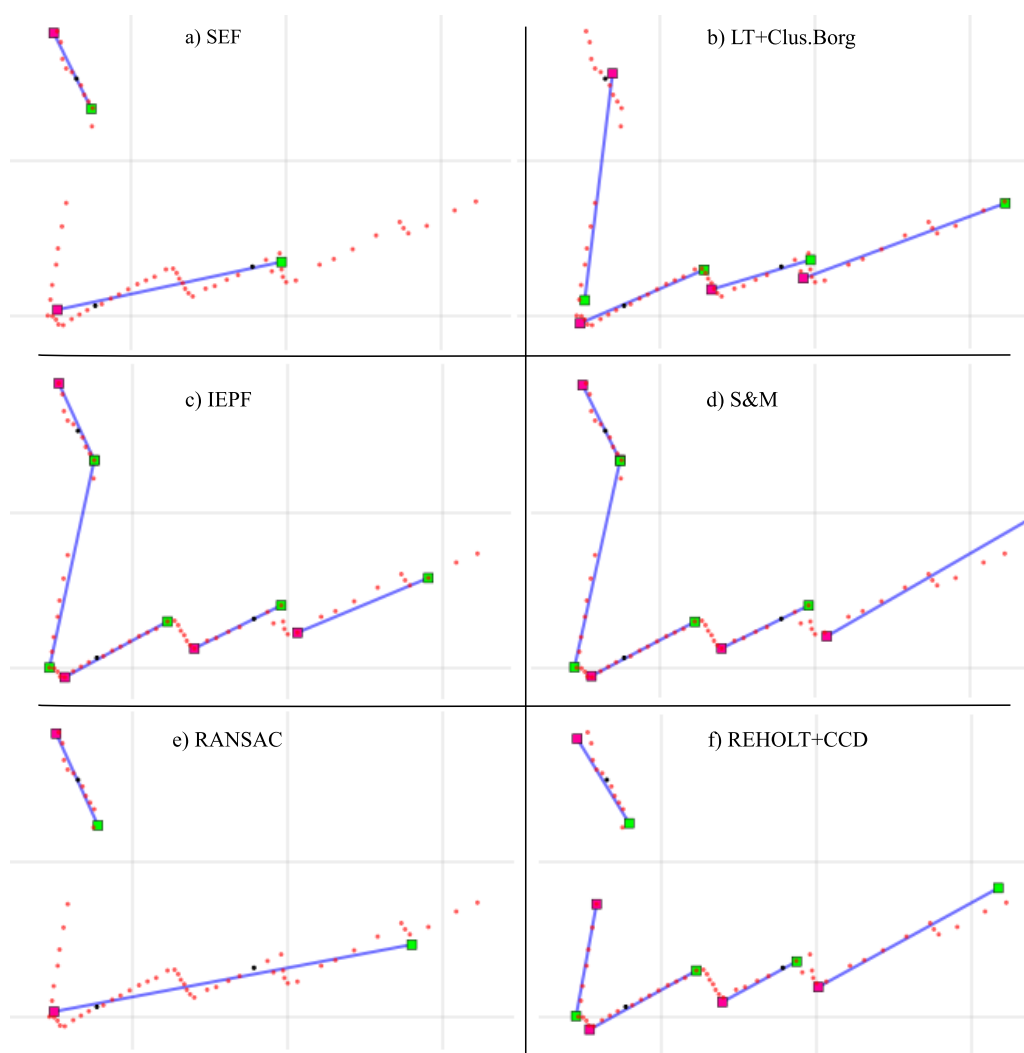 a) SEF
b) LT+Clus.Borg
c) IEPF
d) S&M
e) RANSAC
f) REHOLT+CCD